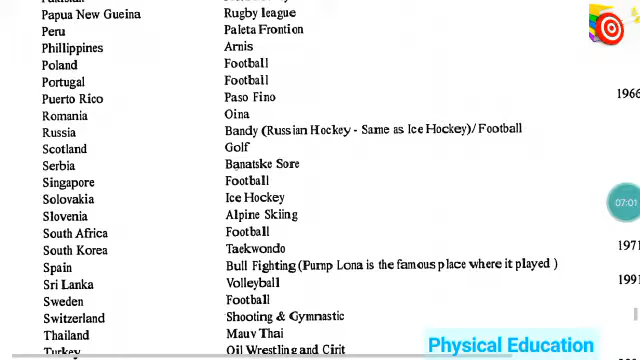 Papua New Gueina Rugby league
Peru Paleta Frontion
Phillippines Arnis
Poland Football
Portugal Football
Puerto Rico Paso Fino
1966
Romania Oina
Russia Bandy (Russian Hockey - Same as Ice Hockey)/ Football
Scotland Golf
Serbia Banatske Sore
Singapore Football
Solovakia Ice Hockey
07:01
Slovenia Alpine Skiing
South Africa Football
South Korea Taekwondo
1971
Spain Bull Fighting (Pump Lona is the famous place where it played )
Sri Lanka Volleyball
1991
Sweden Football
Switzerland Shooting & Gymnastic
Thailand Mauv Thai
Turkey Oil Wrestling and Cirit
Physical Education